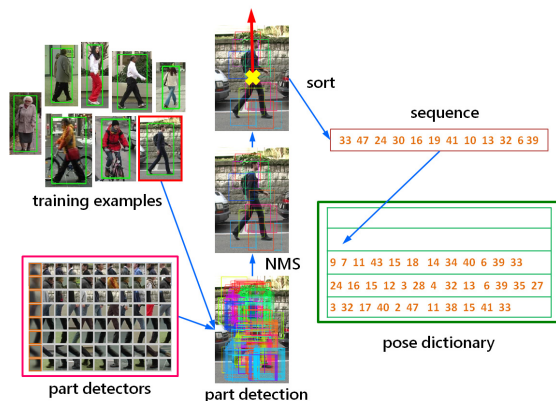 sort
sequence
33 47 24 30 16 19 41 10 13 32 6 39
training examples
NMS
9 7 11 43 15 18 14 34 40 6 39 33
24 16 15 12 3 28 4 32 13 6 39 35 27
3 32 17 40 2 47 11 38 15 41 33
pose dictionary
part detectors
part detection